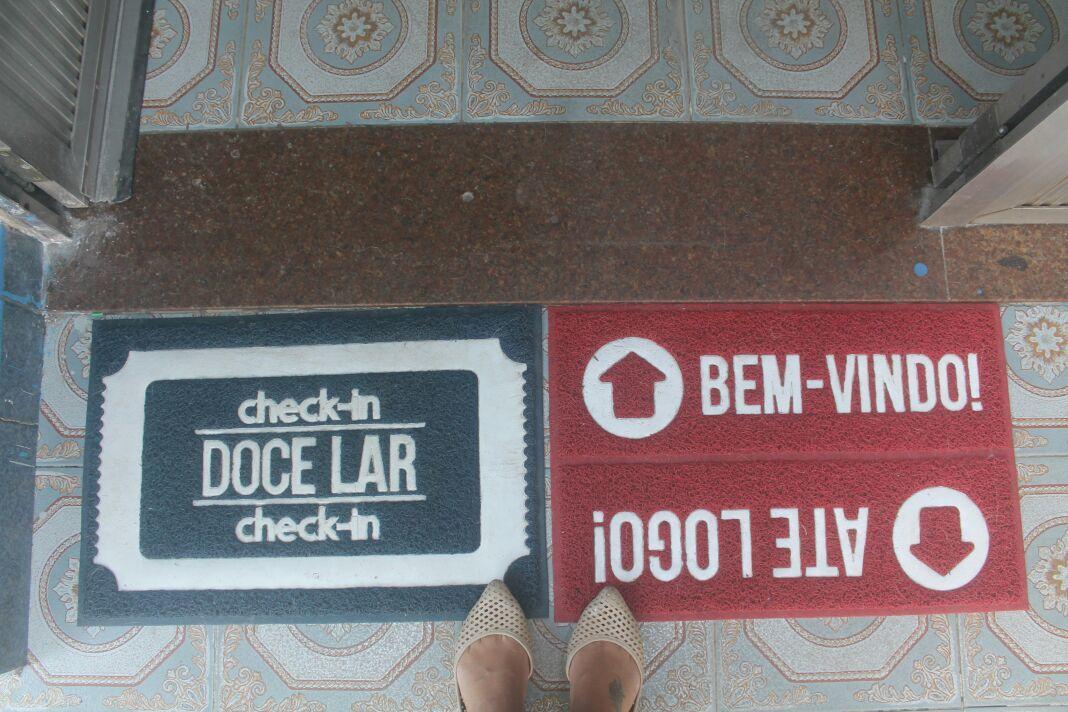 check-in
DOCE LAR
check-in
BEM-VINDO!
ATE LOGO!